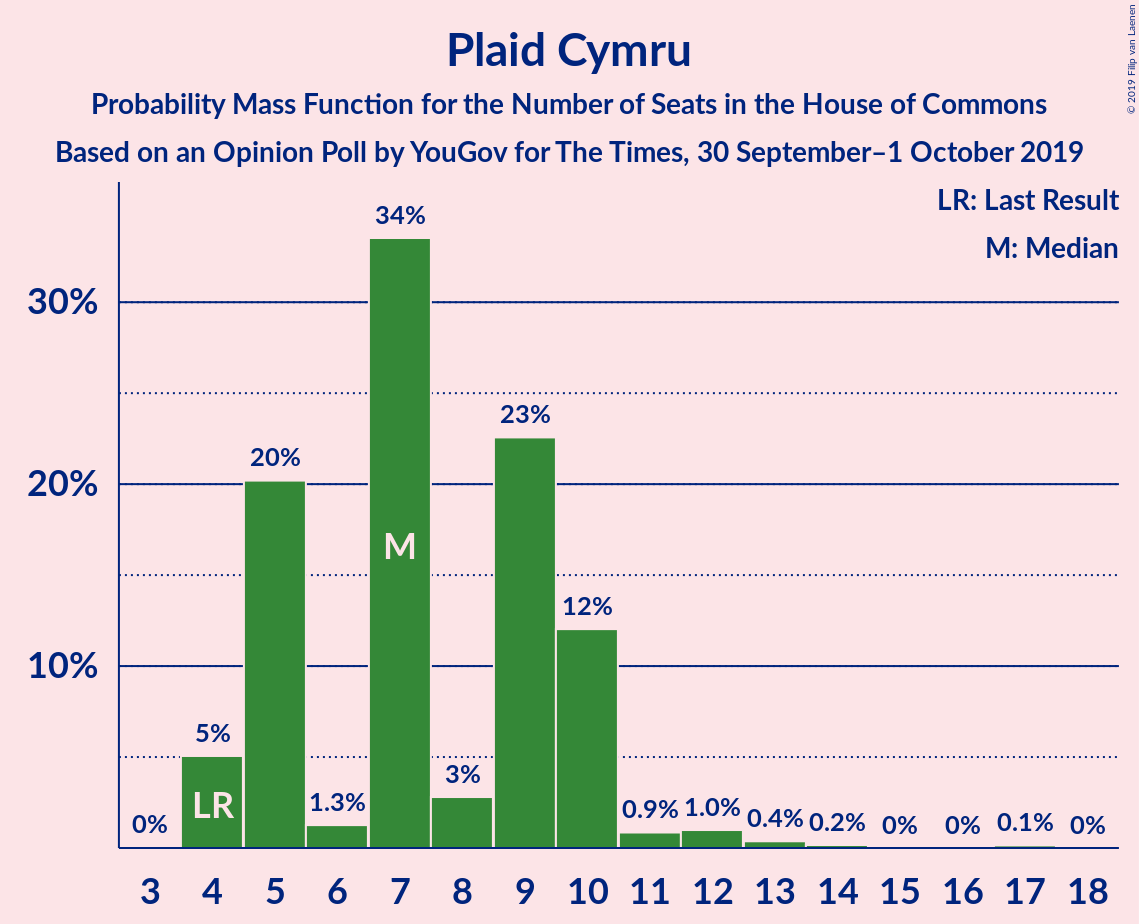 Plaid Cymru
Probability Mass Function for the Number of Seats in the House of Commons
Based on an Opinion Poll by YouGov for The Times, 30 September–1 October 2019
© 2019 Filip van Laenen
LR: Last Result
M: Median
30%
20%
10%
0%
5%
20%
1.3%
34%
3%
23%
12%
0.9%
1.0%
0.4%
0.2%
0%
0%
0.1%
0%
LR
M
3 4 5 6 7 8 9 10 11 12 13 14 15 16 17 18